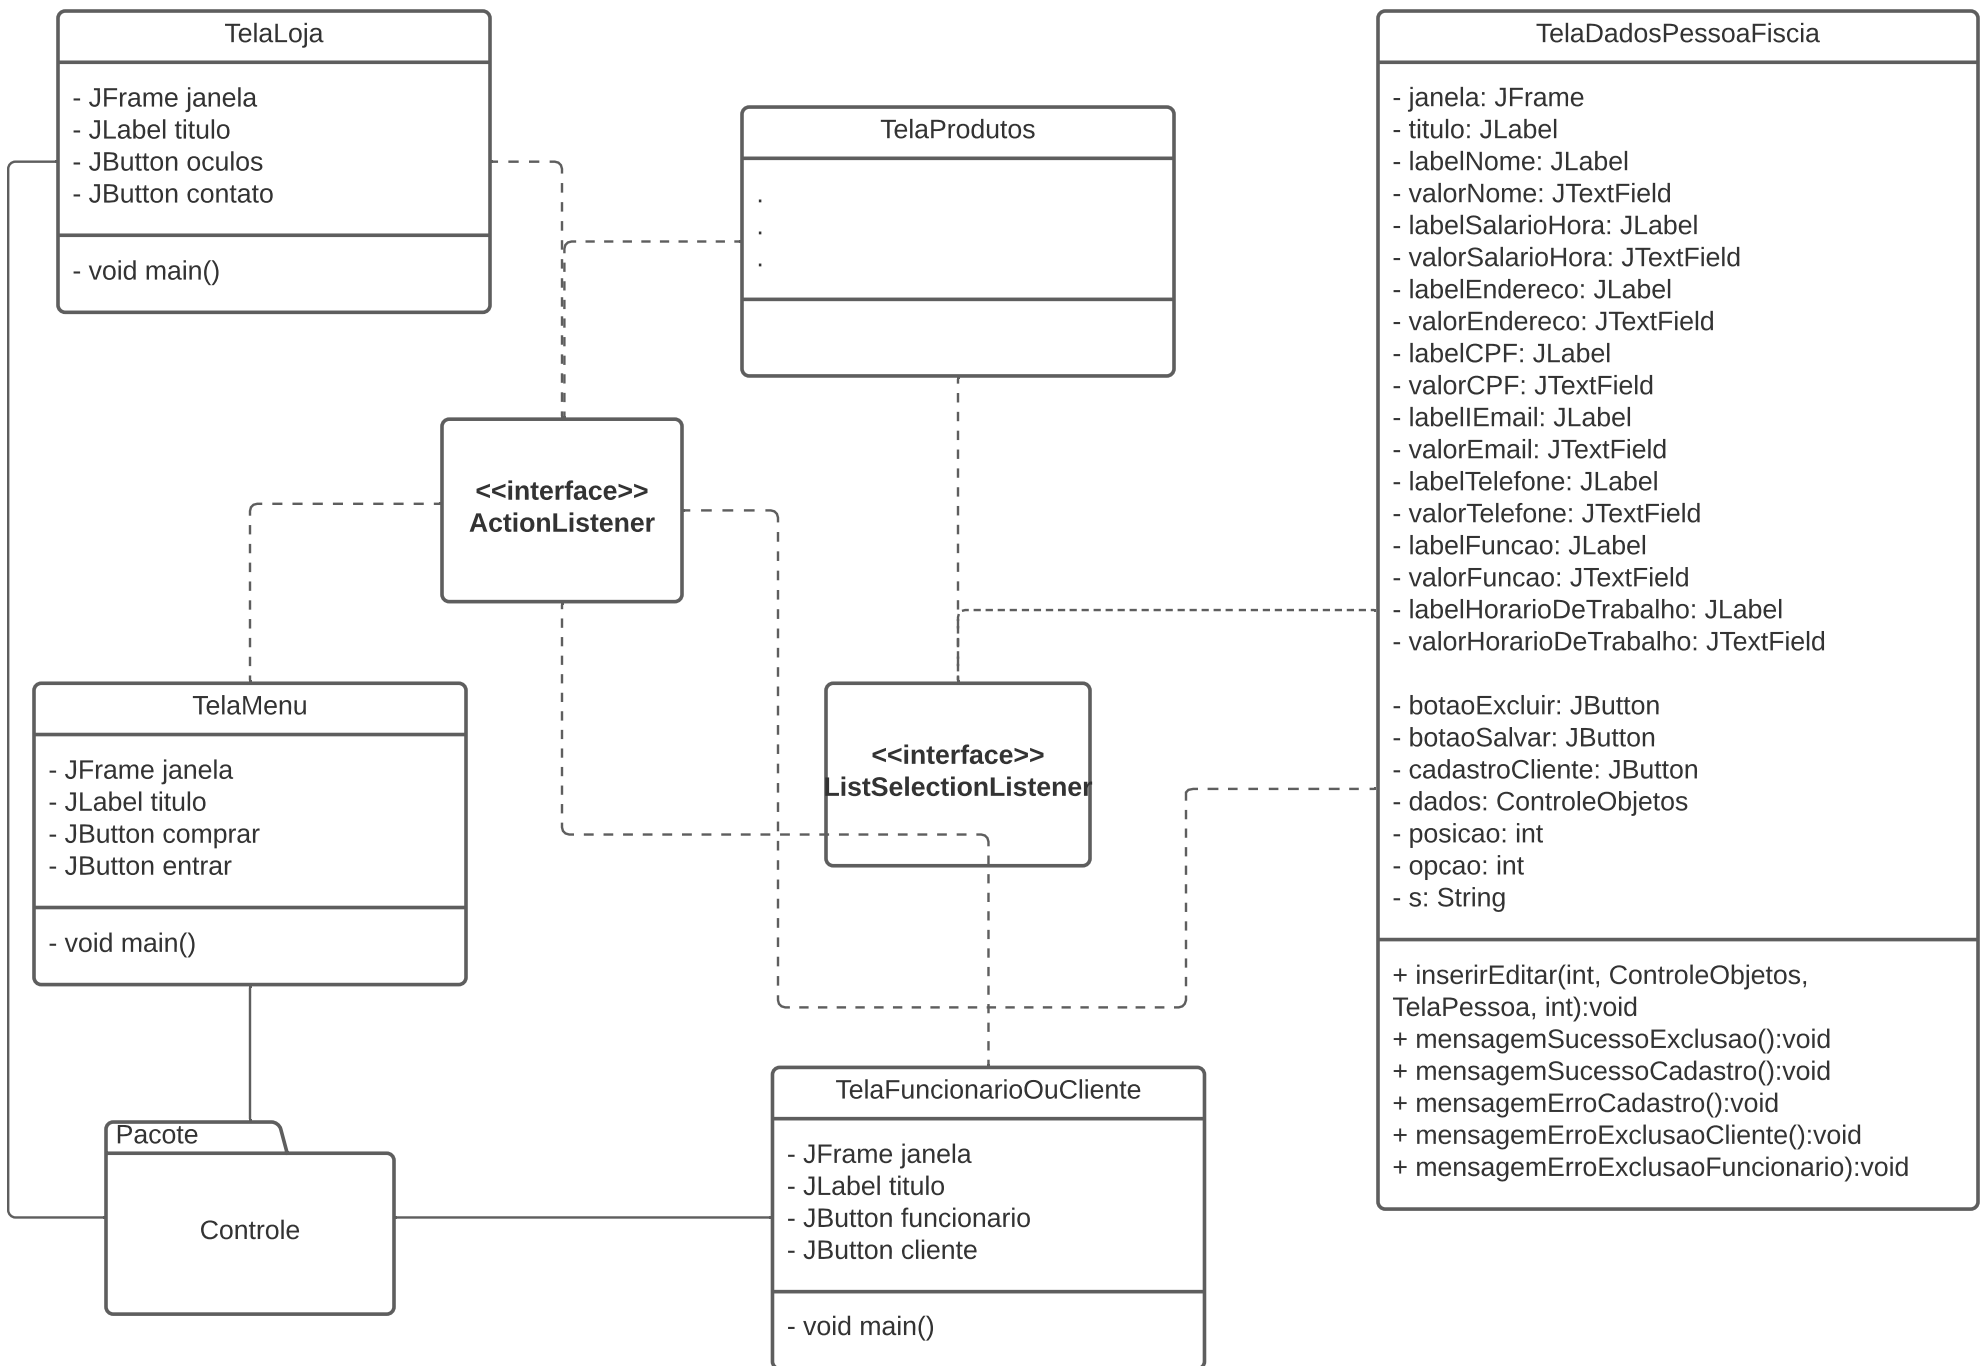 TelaLoja
- JFrame janela
- JLabel titulo
- JButton oculos
- JButton contato
- void main()
TelaProdutos
.
.
.
TelaDadosPessoaFiscia
- janela: JFrame
- titulo: JLabel
- labelNome: JLabel
- valorNome: JTextField
- labelSalarioHora: JLabel
- valorSalarioHora: JTextField
- labelEndereco: JLabel
- valorEndereco: JTextField
- labelCPF: JLabel
- valorCPF: JTextField
- labelIEmail: JLabel
- valorEmail: JTextField
- labelTelefone: JLabel
- valorTelefone: JTextField
- labelFuncao: JLabel
- valorFuncao: JTextField
- labelHorarioDeTrabalho: JLabel
- valorHorarioDeTrabalho: JTextField
- botaoExcluir: JButton
- botaoSalvar: JButton
- cadastroCliente: JButton
- dados: ControleObjetos
- posicao: int
- opcao: int
- s: String
+ inserirEditar(int, ControleObjetos,
TelaPessoa, int):void
+ mensagemSucessoExclusao():void
+ mensagemSucessoCadastro():void
+ mensagemErroCadastro():void
+ mensagemErroExclusaoCliente():void
+ mensagemErroExclusaoFuncionario):void
<<interface>>
ActionListener
<<interface>>
ListSelectionListener
TelaMenu
- JFrame janela
- JLabel titulo
- JButton comprar
- JButton entrar
- void main()
Pacote
Controle
TelaFuncionarioOuCliente
- JFrame janela
- JLabel titulo
- JButton funcionario
- JButton cliente
- void main()